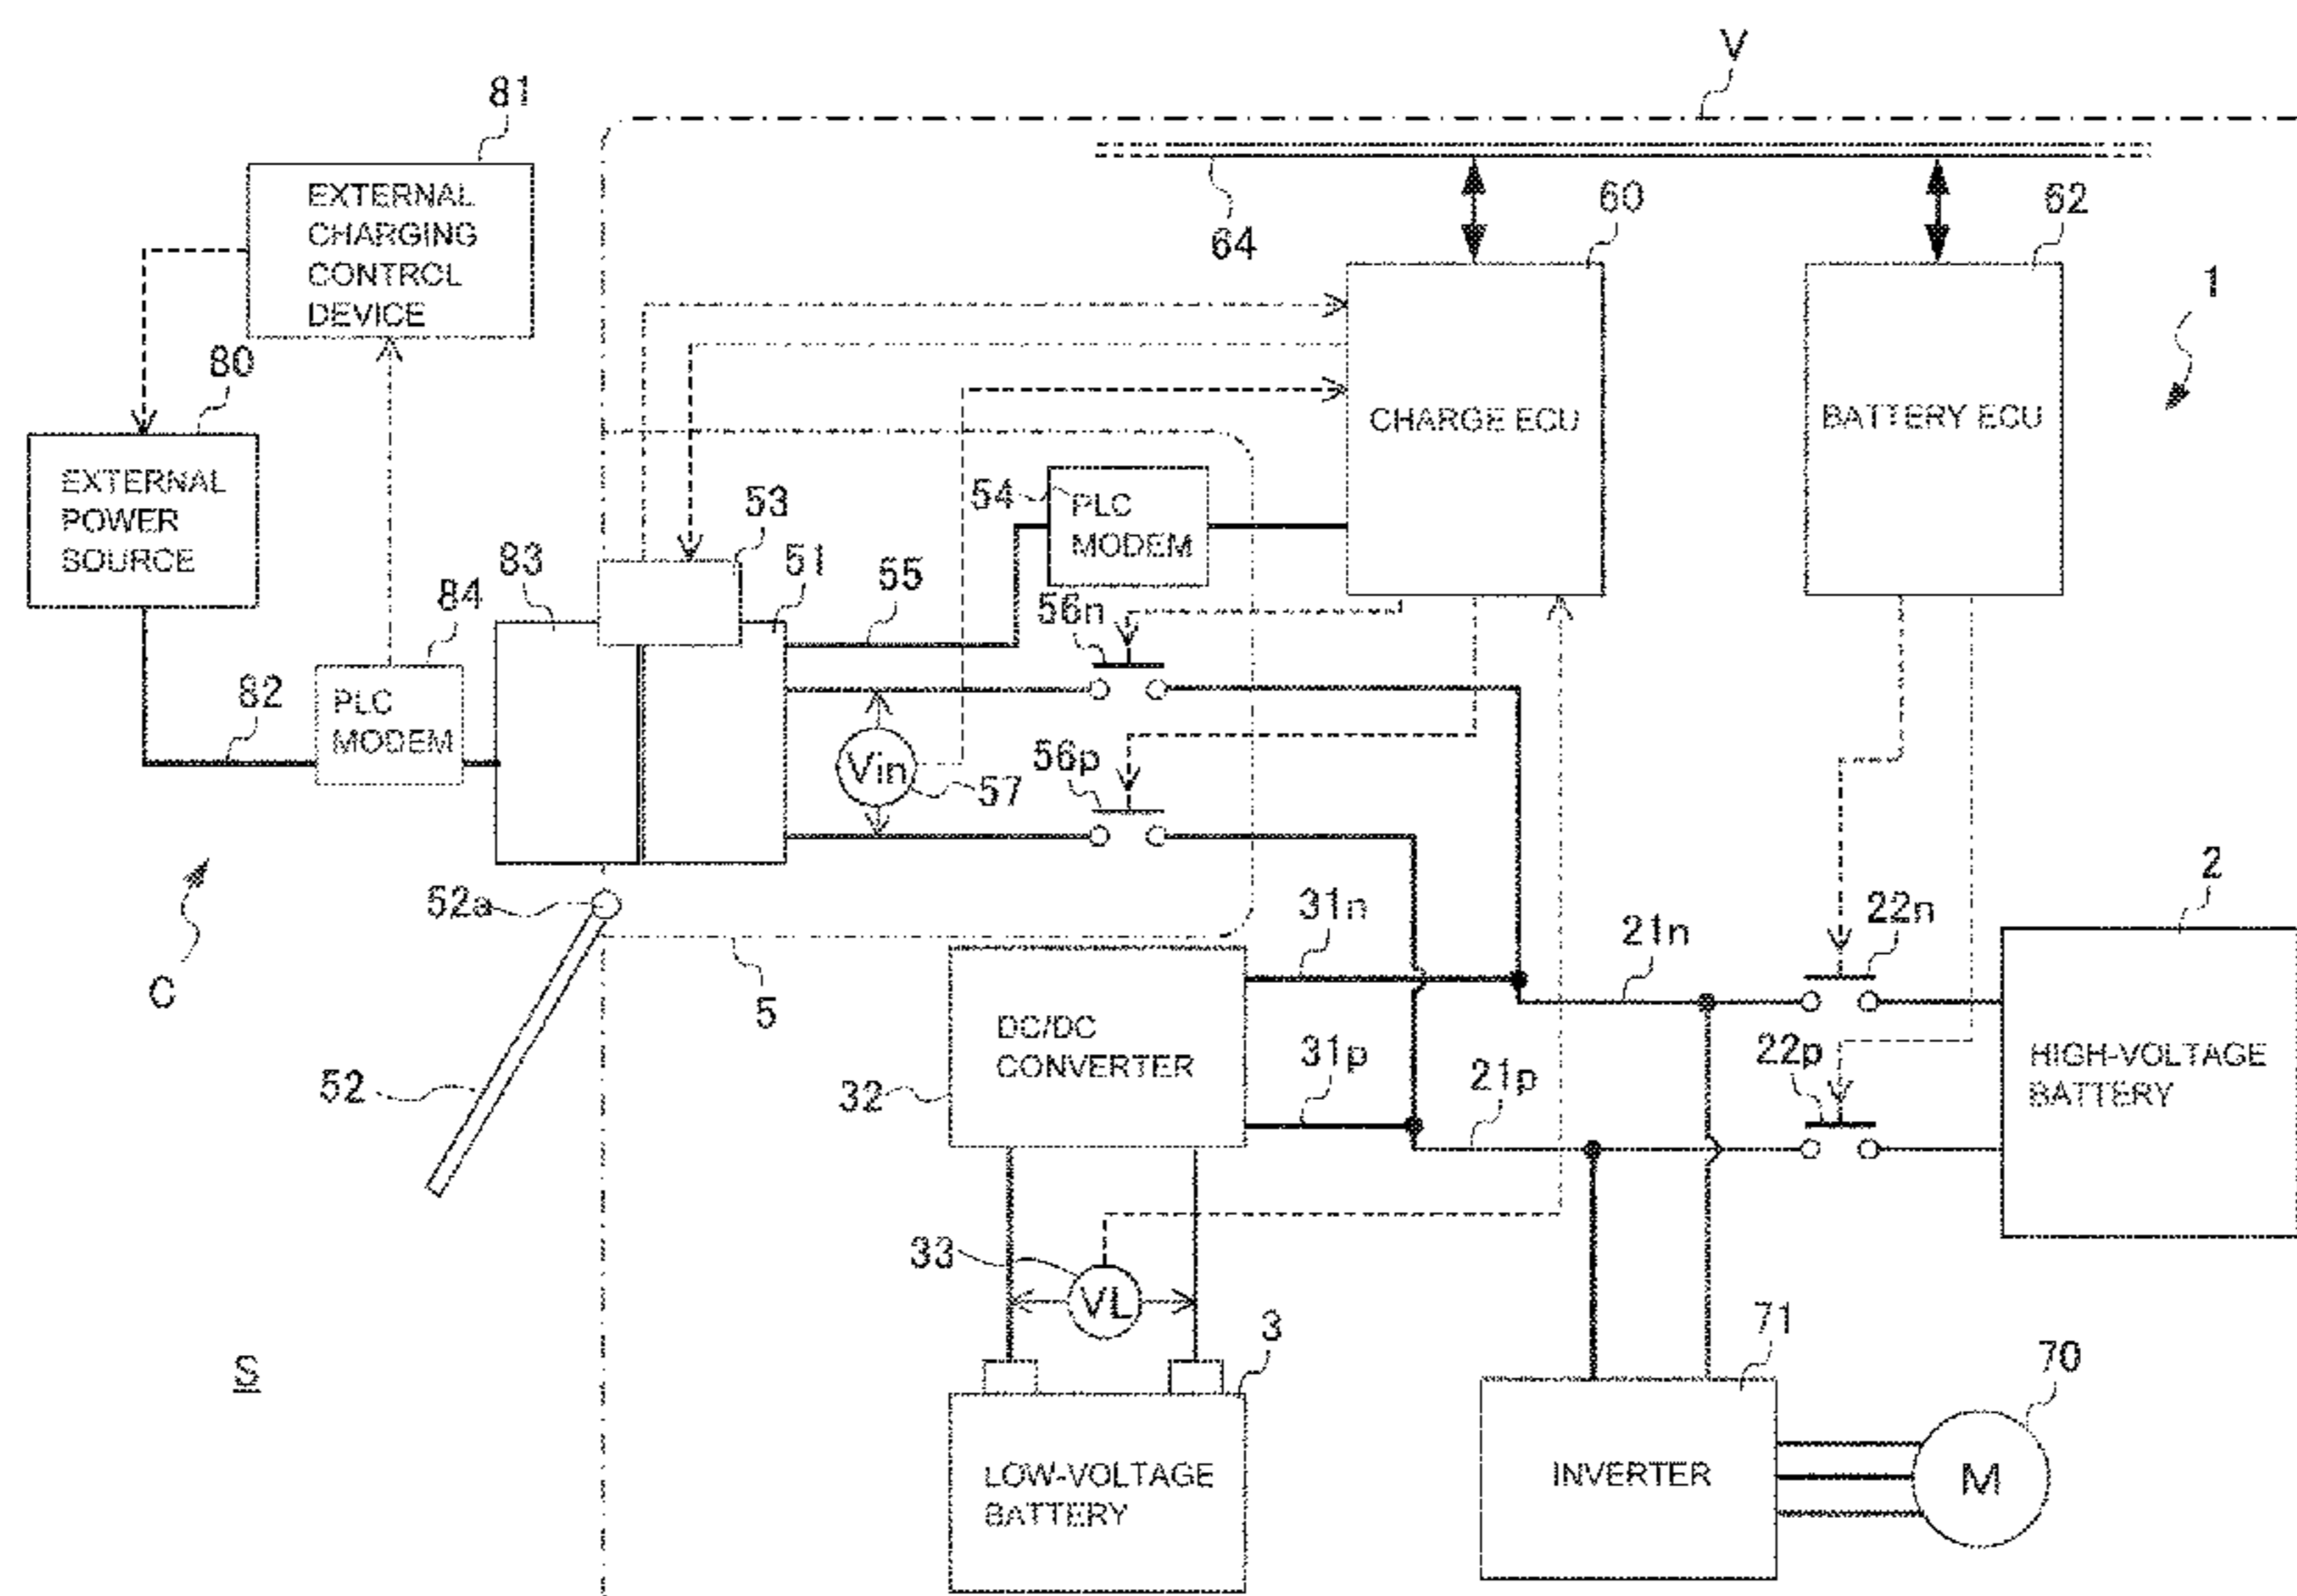 V
81
EXTERNAL
CHARGING
CONTROL
DEVICE
64
60
62
1
80
CHARGE ECU
BATTERY ECU
EXTERNAL
POWER
SOURCE
53
54
PLC
MODEM
83
51
55
84
56n
82
PLC
MODEM
Vin
57
56p
52a
C
5
31n
21n
22n
2
DC/DC
CONVERTER
32
31p
21p
22p
HIGH-VOLTAGE
BATTERY
52
33
VL
3
71
70
S
LOW-VOLTAGE
BATTERY
INVERTER
M